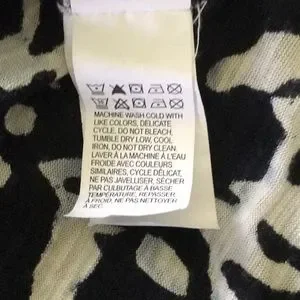 MACHINE WASH COLD WITH
LIKE COLORS, DELICATE
CYCLE, DO NOT BLEACH,
TUMBLE DRY LOW, COOL
IRON, DO NOT DRY CLEAN
LAVER À LA MACHINE À L'EAU
FROIDE AVEC COULEURS
SIMILAIRES, CYCLE DÉLICAT,
NE PAS JAVELLISER, SÉCHER
PAR CULBUTAGE À BASSE
TEMPÉRATURE, REPASSER
À FROID, NE PAS NETTOYER
À SEC